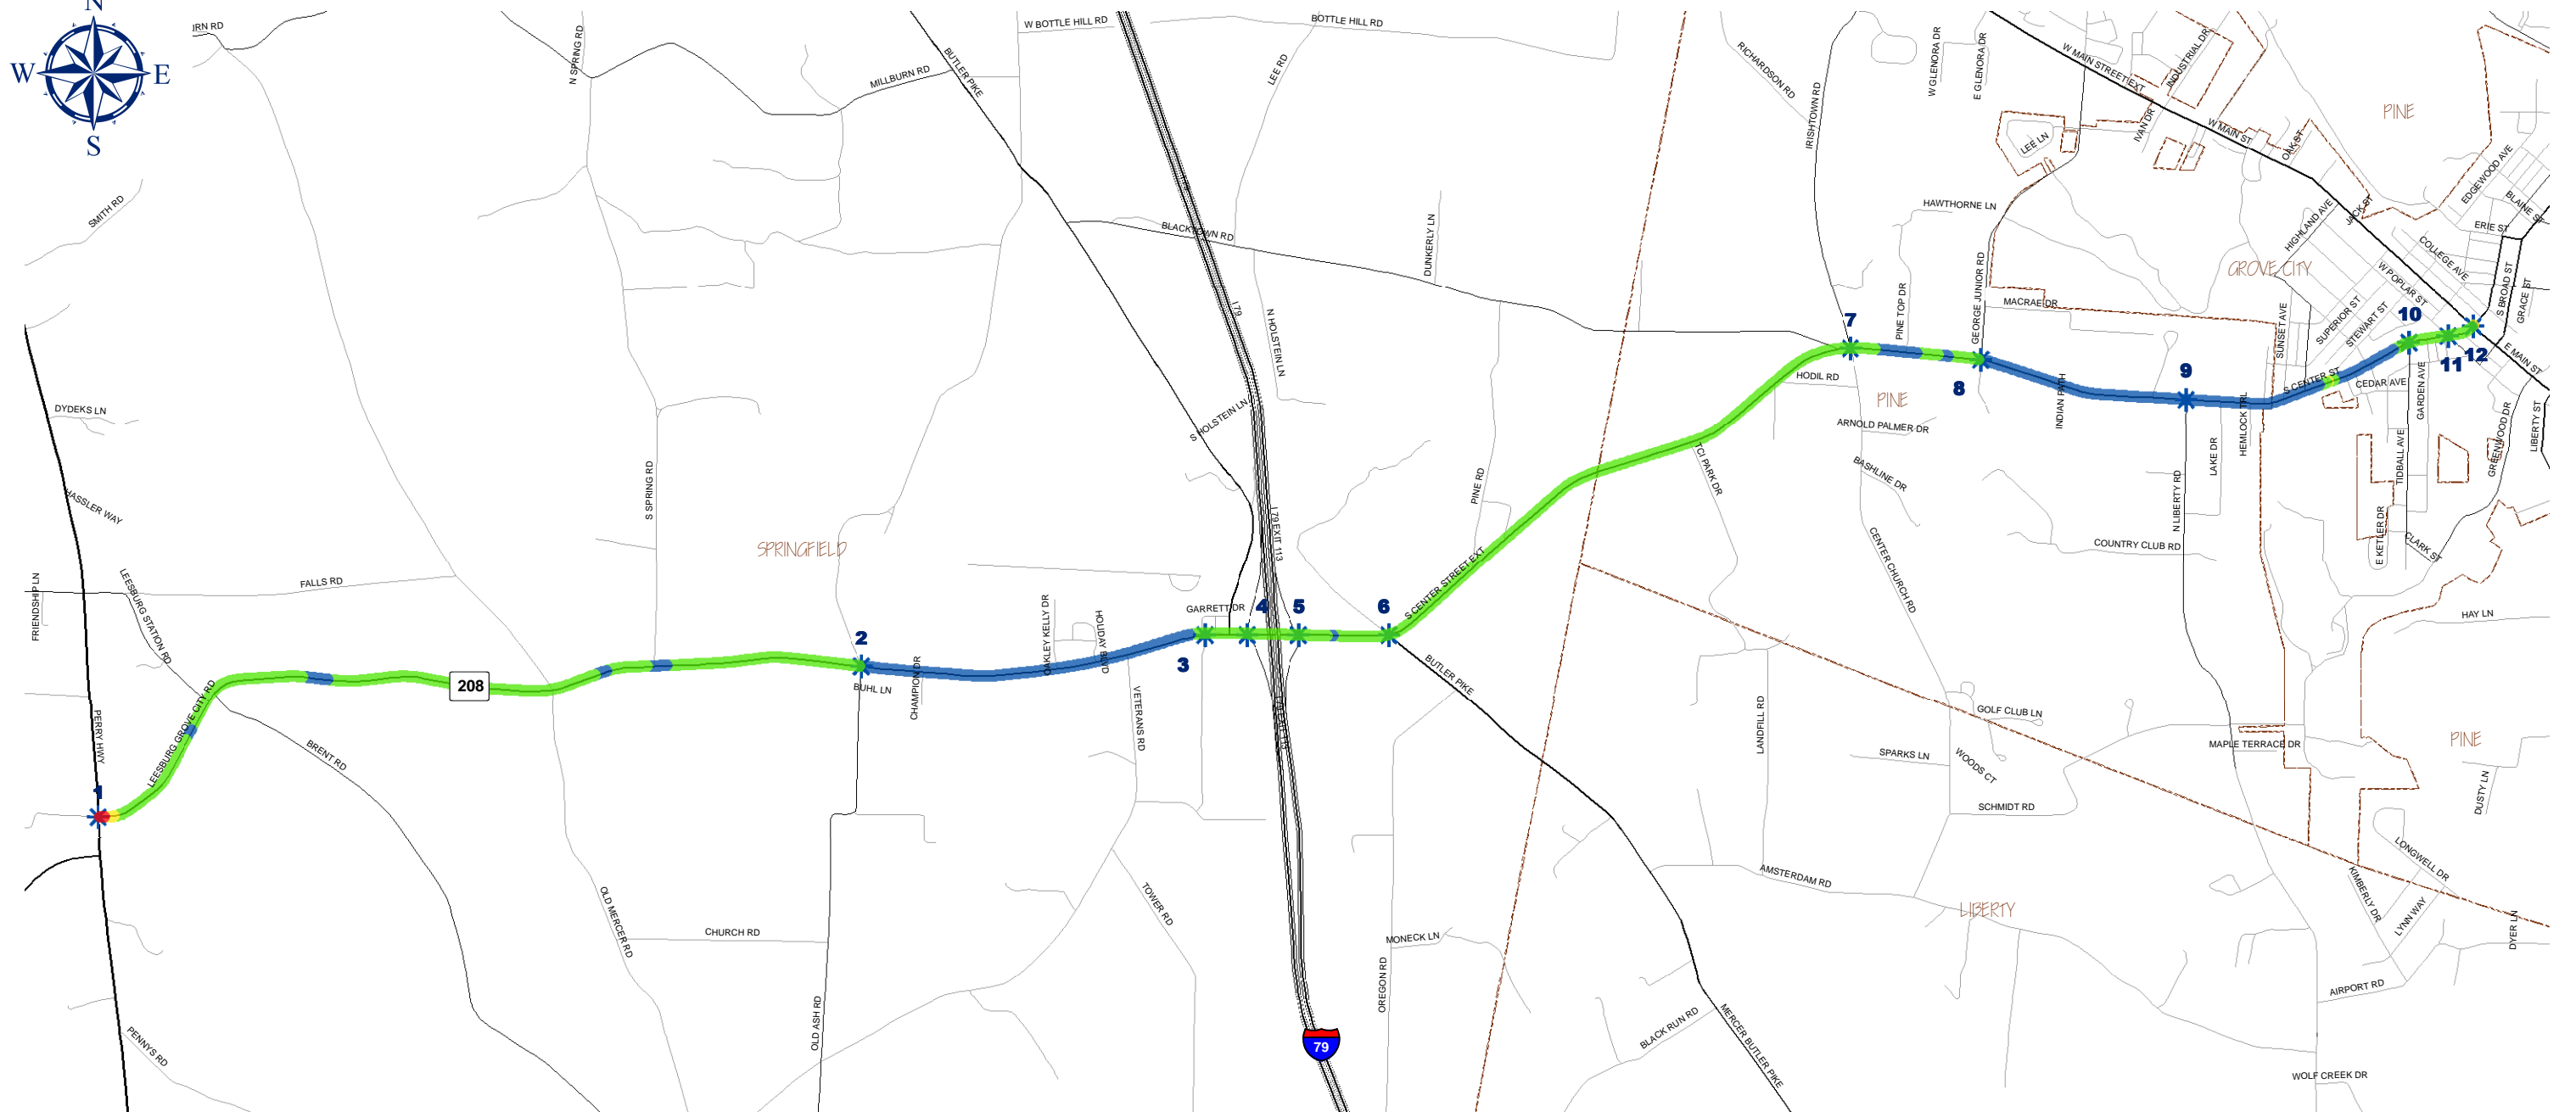 N
W
E
S
W BOTTLE HILL RD
BOTTLE HILL RD
N SPRING RD
MILLBURN RD
BUTLER PIKE
LEE RD
RICHARDSON RD
IRISHTOWN RD
W GLENORA DR
E GLENORA DR
W MAIN STREETEXT
INDUSTRIAL DR
IVAN DR
W MAIN ST
OAK ST
PINE
LEE LN
EDGEWOOD AVE
BLAINE ST
ERIE ST
SMITH RD
BLACKTOWN RD
DUNKERLY LN
HAWTHORNE LN
HIGHLAND AVE
JACK ST
COLLEGE AVE
W POPLAR ST
S BROAD ST
GRACE ST
GROVE CITY
I 79
N HOLSTEIN LN
PINE TOP DR
GEORGE JUNIOR RD
MACRAE DR
SUNSET AVE
SUPERIOR ST
STEWART ST
7
8
9
10
11
12
E MAIN ST
S CENTER ST
CEDAR AVE
GARDEN AVE
HODIL RD
PINE
INDIAN PATH
HEMLOCK TRL
DYDEKS LN
S HOLSTEIN LN
ARNOLD PALMER DR
LAKE DR
TIDBALL AVE
GREENWOOD DR
LIBERTY ST
HASSLER WAY
S SPRING RD
PINE RD
TCI PARK DR
BASHLINE DR
N LIBERTY RD
I 79 EXIT 113
SPRINGFIELD
CENTER CHURCH RD
COUNTRY CLUB RD
E KETLER DR
CLARK ST
FRIENDSHIP LN
LEESBURG STATION RD
FALLS RD
S CENTER STREET EXT
HAY LN
OAKLEY KELLY DR
HOLIDAY BLVD
GARRETT DR
2
3
4
5
6
BUHL LN
CHAMPION DR
VETERANS RD
BUTLER PIKE
208
PERRY HWY
LEESBURG GROVE CITY RD
BRENT RD
1
LANDFILL RD
GOLF CLUB LN
SPARKS LN
WOODS CT
MAPLE TERRACE DR
PINE
SCHMIDT RD
DUSTY LN
LONGWELL DR
OLD MERCER RD
CHURCH RD
TOWER RD
AMSTERDAM RD
KIMBERLY DR
LYNN WAY
DYER LN
LIBERTY
MONECK LN
OREGON RD
AIRPORT RD
OLD ASH RD
PENNYS RD
79
BLACK RUN RD
MERCER BUTLER PIKE
WOLF CREEK DR